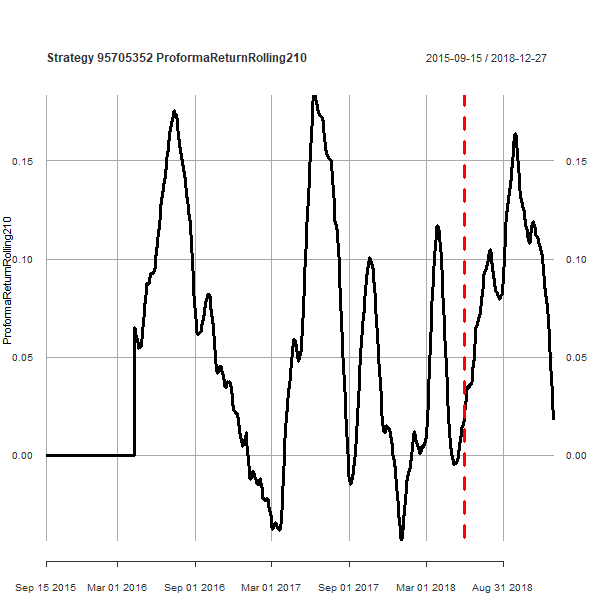 Strategy 95705352 ProformaReturnRolling210
2015-09-15 / 2018-12-27
ProformaReturnRolling210
0.15 0.15
0.10 0.10
0.05 0.05
0.00 0.00
Sep 15 2015 Mar 01 2016 Sep 01 2016 Mar 01 2017 Sep 01 2017 Mar 01 2018 Aug 31 2018